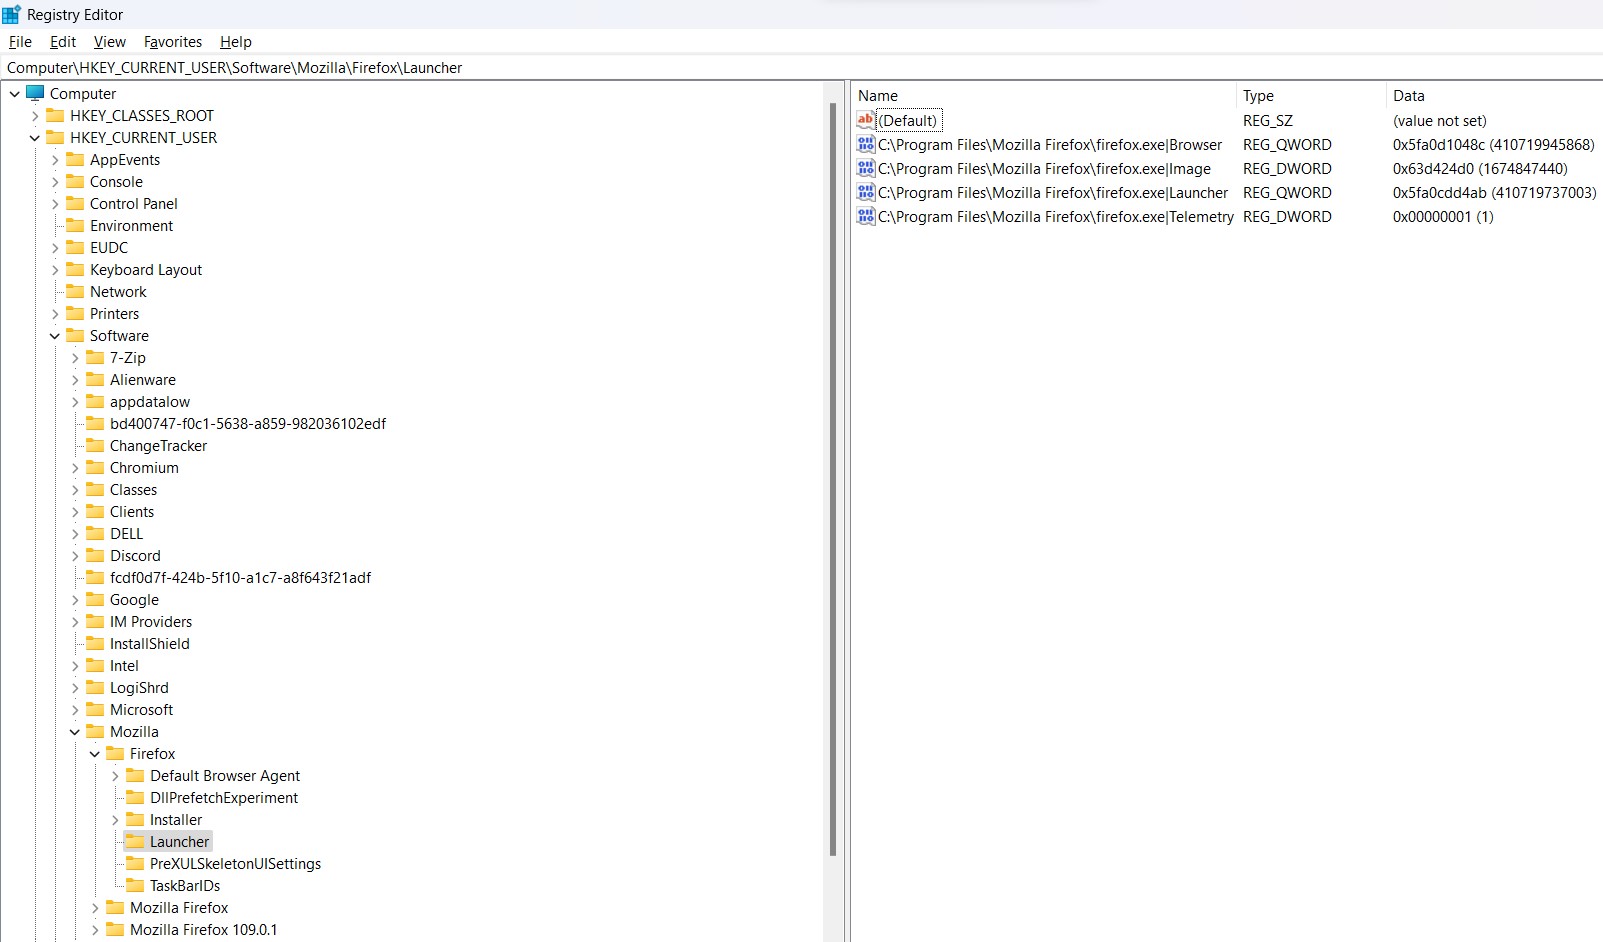 Registry Editor
File Edit View Favorites Help
Computer\HKEY_CURRENT_USER\Software\Mozilla\Firefox\Launcher
Computer
HKEY_CLASSES_ROOT
HKEY_CURRENT_USER
AppEvents
Console
Control Panel
Environment
EUDC
Keyboard Layout
Network
Printers
Software
7-Zip
Alienware
appdatalow
bd400747-f0c1-5638-a859-982036102edf
ChangeTracker
Chromium
Classes
Clients
DELL
Discord
fcdf0d7f-424b-5f10-a1c7-a8f643f21adf
Google
IM Providers
InstallShield
Intel
LogiShrd
Microsoft
Mozilla
Firefox
Default Browser Agent
DllPrefetchExperiment
Installer
Launcher
PreXULSkeletonUISettings
TaskBarIDs
Mozilla Firefox
Mozilla Firefox 109.0.1
Name Type Data
(Default) REG_SZ (value not set)
C:\Program Files\Mozilla Firefox\firefox.exe|Browser REG_QWORD 0x5fa0d1048c (410719945868)
C:\Program Files\Mozilla Firefox\firefox.exe|Image REG_DWORD 0x63d424d0 (1674847440)
C:\Program Files\Mozilla Firefox\firefox.exe|Launcher REG_QWORD 0x5fa0cdd4ab (410719737003)
C:\Program Files\Mozilla Firefox\firefox.exe|Telemetry REG_DWORD 0x00000001 (1)